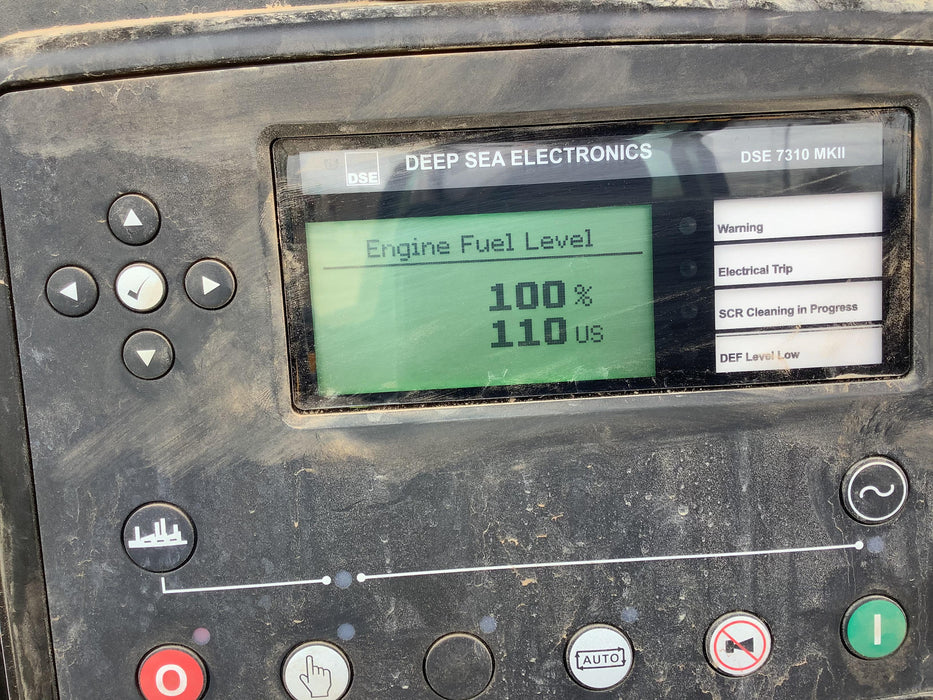 DSE
DEEP SEA ELECTRONICS
DSE 7310 MKII
Engine Fuel Level
100 %
110 US
Warning
Electrical Trip
SCR Cleaning in Progress
DEF Level Low
O
AUTO
I